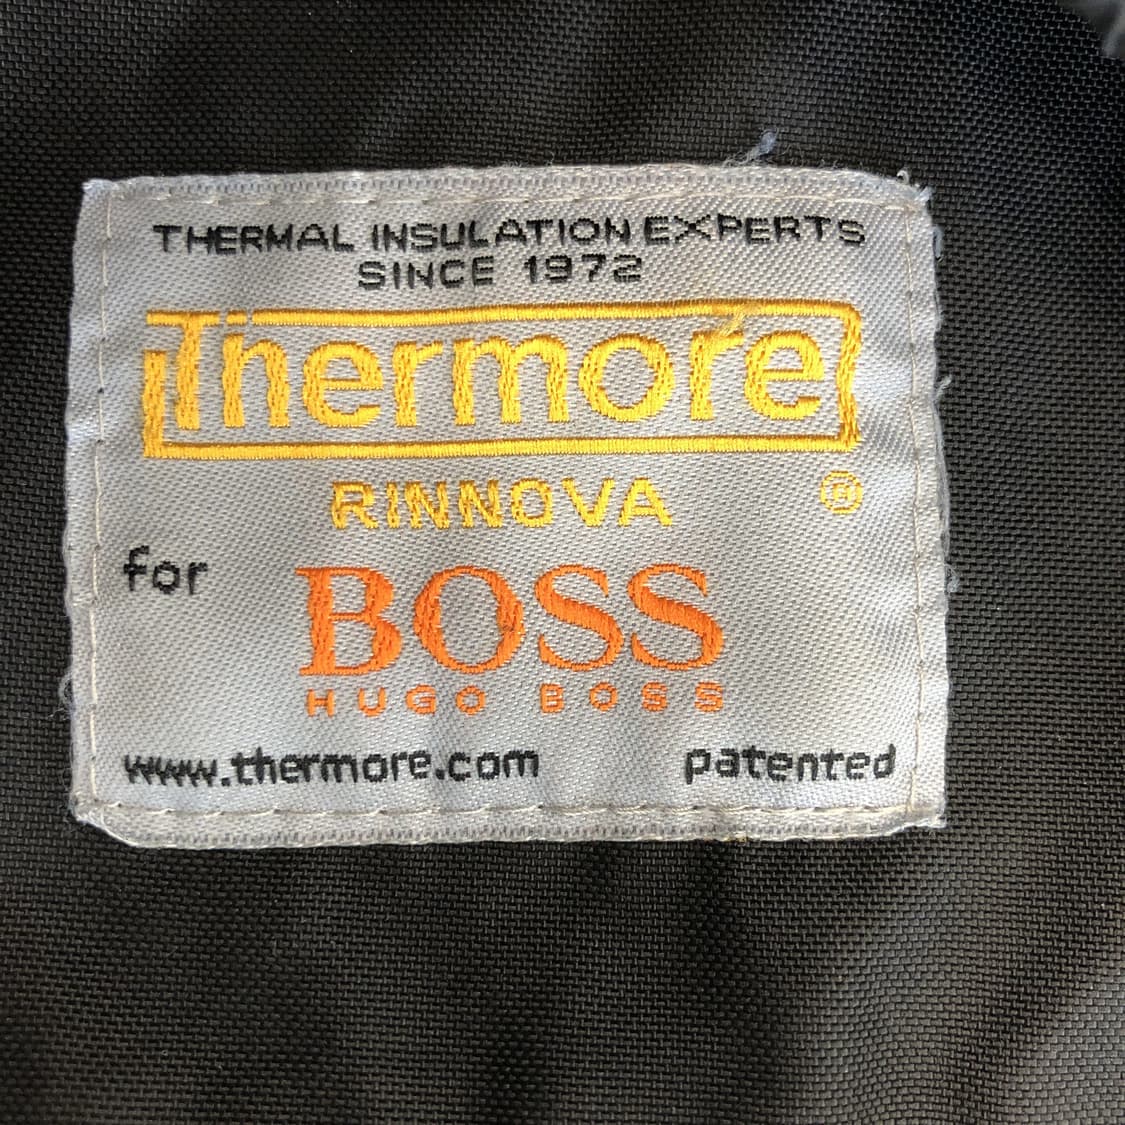 THERMAL INSULATION EXPERTS
SINCE 1972
Thermore
RINNOVA ®
for BOSS
HUGO BOSS
www.thermore.com patented